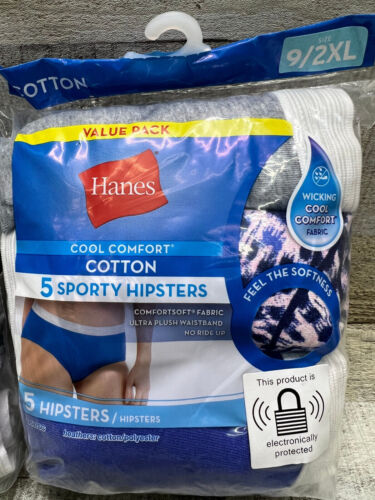 COTTON
SIZE
9/2XL
VALUE PACK
Hanes
COOL COMFORT®
COTTON
5 SPORTY HIPSTERS
COMFORTSOFT® FABRIC
ULTRA PLUSH WAISTBAND
NO RIDE UP
WICKING
COOL
COMFORT®
FABRIC
FEEL THE SOFTNESS
5 HIPSTERS / HIPSTERS
heathers: cotton/polyester
This product is
electronically
protected